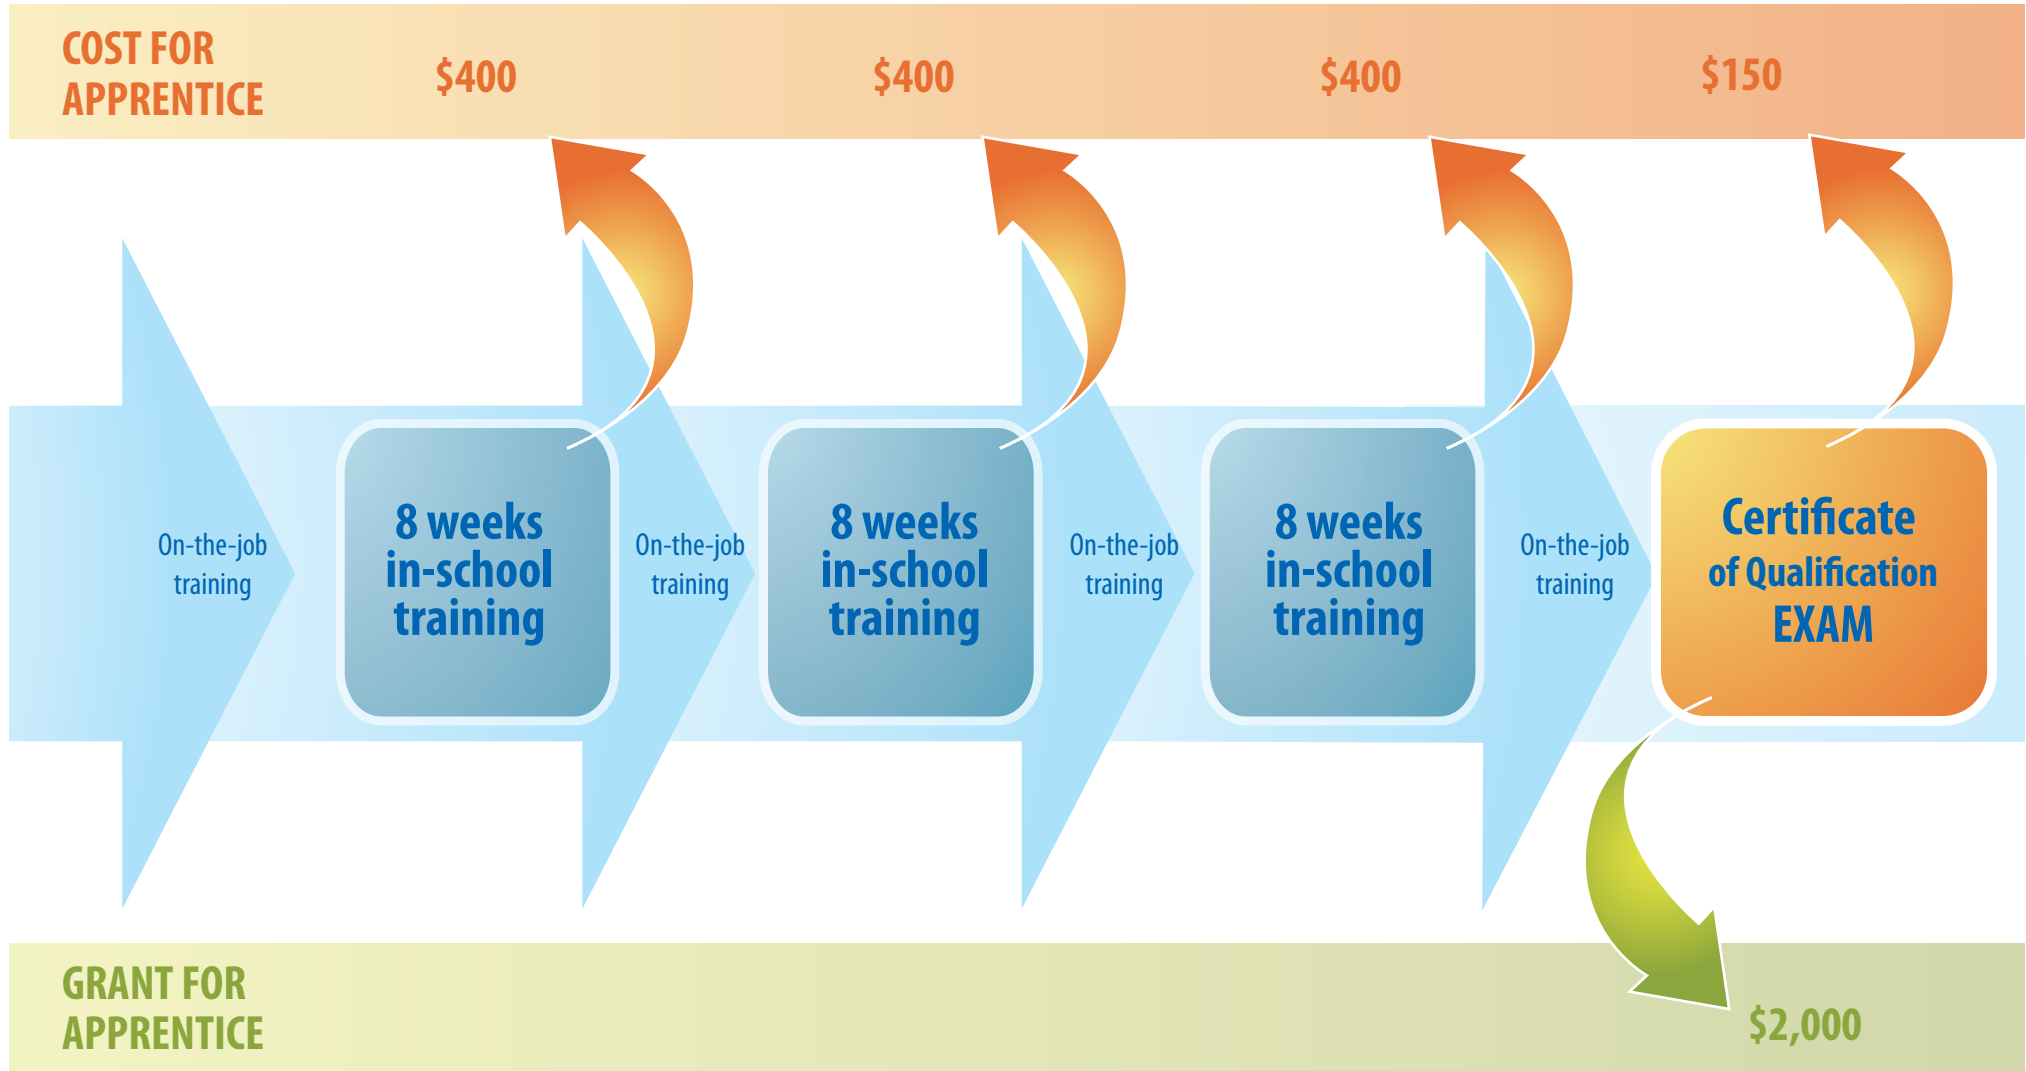 COST FOR
APPRENTICE
$400
$400
$400
$150
On-the-job
training
8 weeks
in-school
training
On-the-job
training
8 weeks
in-school
training
On-the-job
training
8 weeks
in-school
training
On-the-job
training
Certificate
of Qualification
EXAM
GRANT FOR
APPRENTICE
$2,000